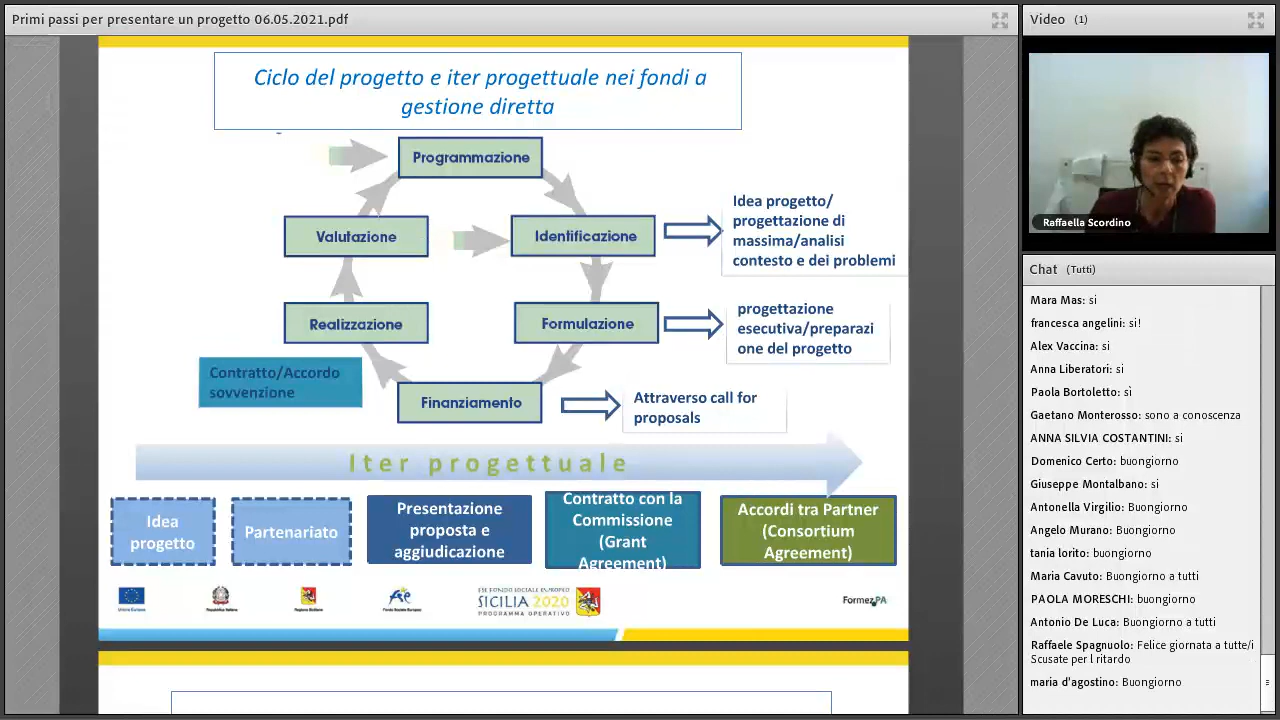 Primi passi per presentare un progetto 06.05.2021.pdf
Ciclo del progetto e iter progettuale nei fondi a
gestione diretta
Programmazione
Valutazione
Identificazione
Idea progetto/
progettazione di
massima/analisi
contesto e dei problemi
Realizzazione
Formulazione
progettazione
esecutiva/preparazi
one del progetto
Contratto/Accordo
sovvenzione
Finanziamento
Attraverso call for
proposals
Iter progettuale
Idea
progetto
Partenariato
Presentazione
proposta e
aggiudicazione
Contratto con la
Commissione
(Grant
Agreement)
Accordi tra Partner
(Consortium
Agreement)
Unione Europea
Repubblica Italiana
Regione Siciliana
Fondo Sociale Europeo
FSE FONDO SOCIALE EUROPEO
SICILIA 2020
PROGRAMMA OPERATIVO
FormezPA
Video (1)
Raffaella Scordino
Chat (Tutti)
Mara Mas: si
francesca angelini: si!
Alex Vaccina: si
Anna Liberatori: si
Paola Bortoletto: sì
Gaetano Monterosso: sono a conoscenza
ANNA SILVIA COSTANTINI: si
Domenico Certo: buongiorno
Giuseppe Montalbano: si
Antonella Virgilio: Buongiorno
Angelo Murano: Buongiorno
tania lorito: buongiorno
Maria Cavuto: Buongiorno a tutti
PAOLA MORESCHI: buongiorno
Antonio De Luca: Buongiorno a tutti
Raffaele Spagnuolo: Felice giornata a tutte/i
Scusate per l ritardo
maria d'agostino: Buongiorno